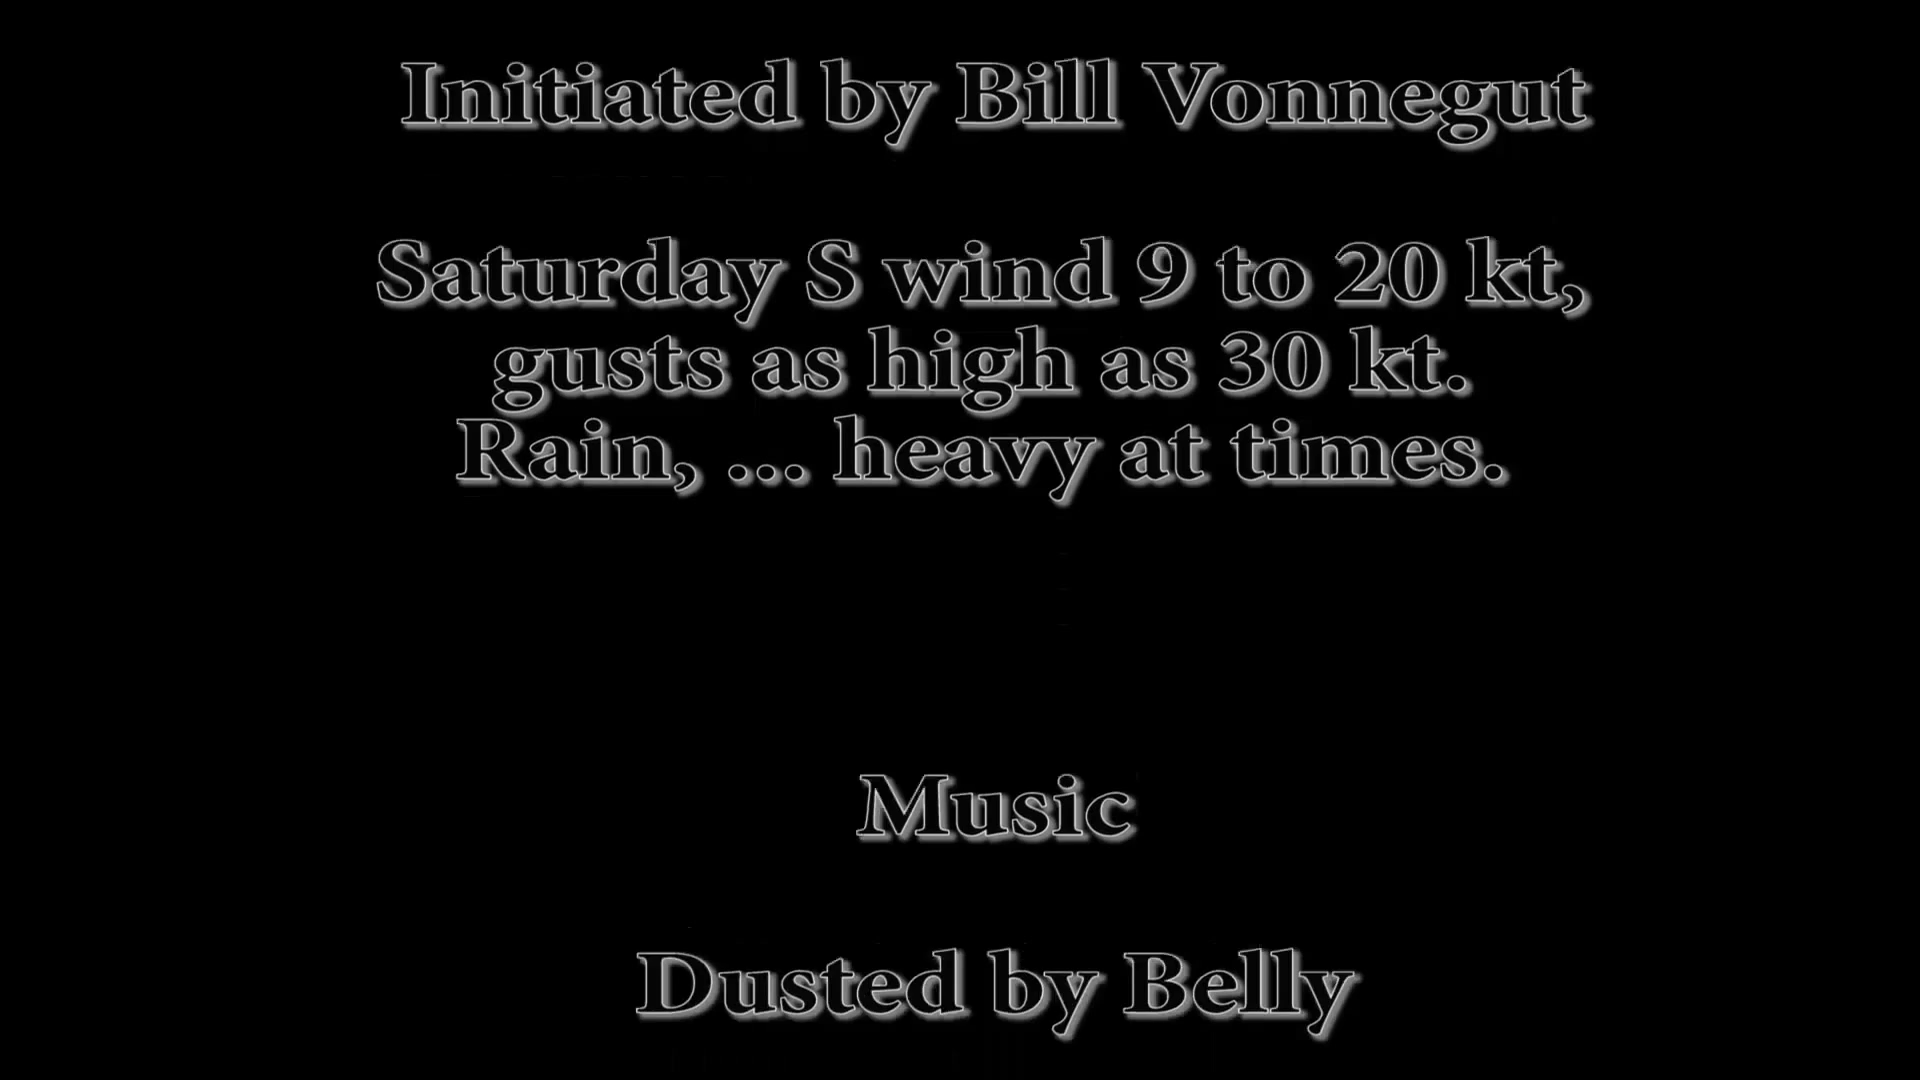 Initiated by Bill Vonnegut
Saturday S wind 9 to 20 kt,
gusts as high as 30 kt.
Rain, ... heavy at times.
Music
Dusted by Belly